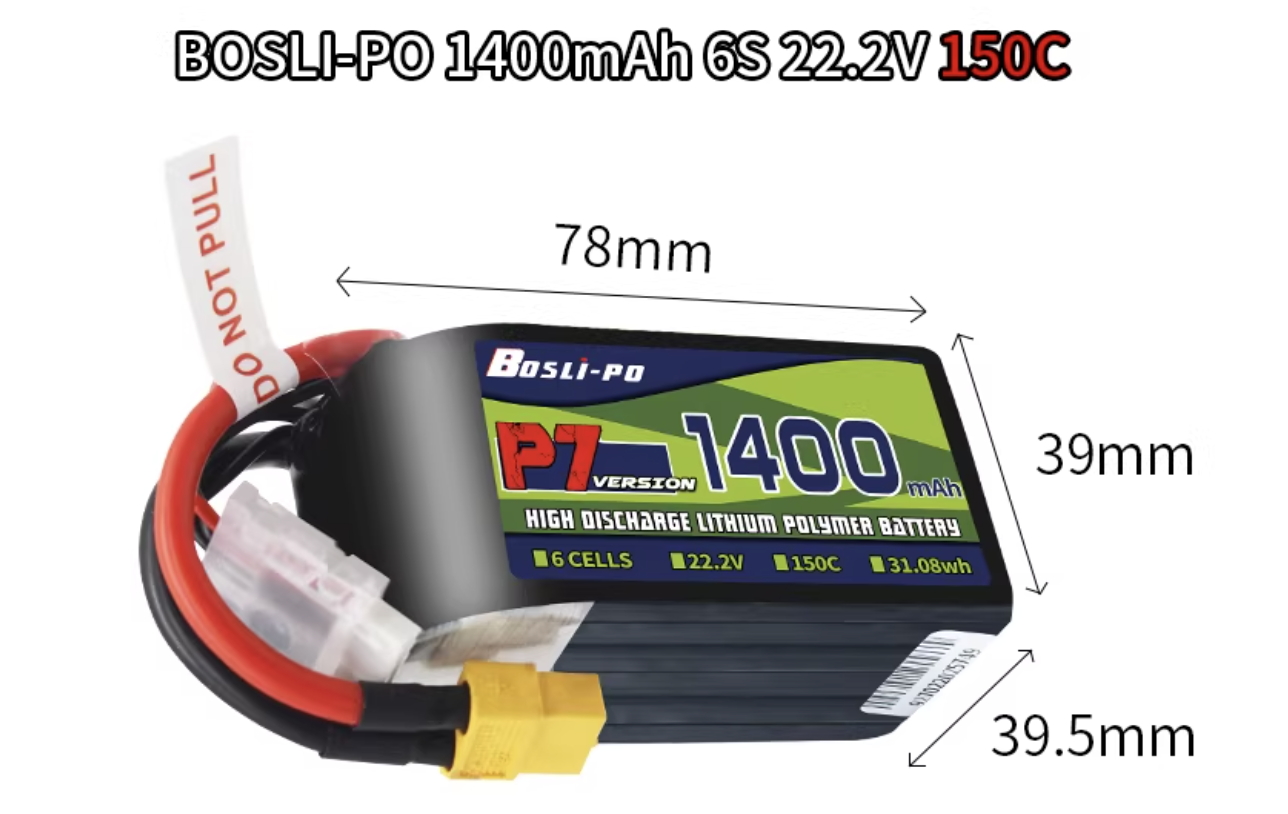 BOSLI-PO 1400mAh 6S 22.2V 150C
DO NOT PULL
78mm
BOSLi-PO
39mm
P7 VERSION 1400 mAh
HIGH DISCHARGE LITHIUM POLYMER BATTERY
6 CELLS 22.2V 150C 31.08wh
39.5mm